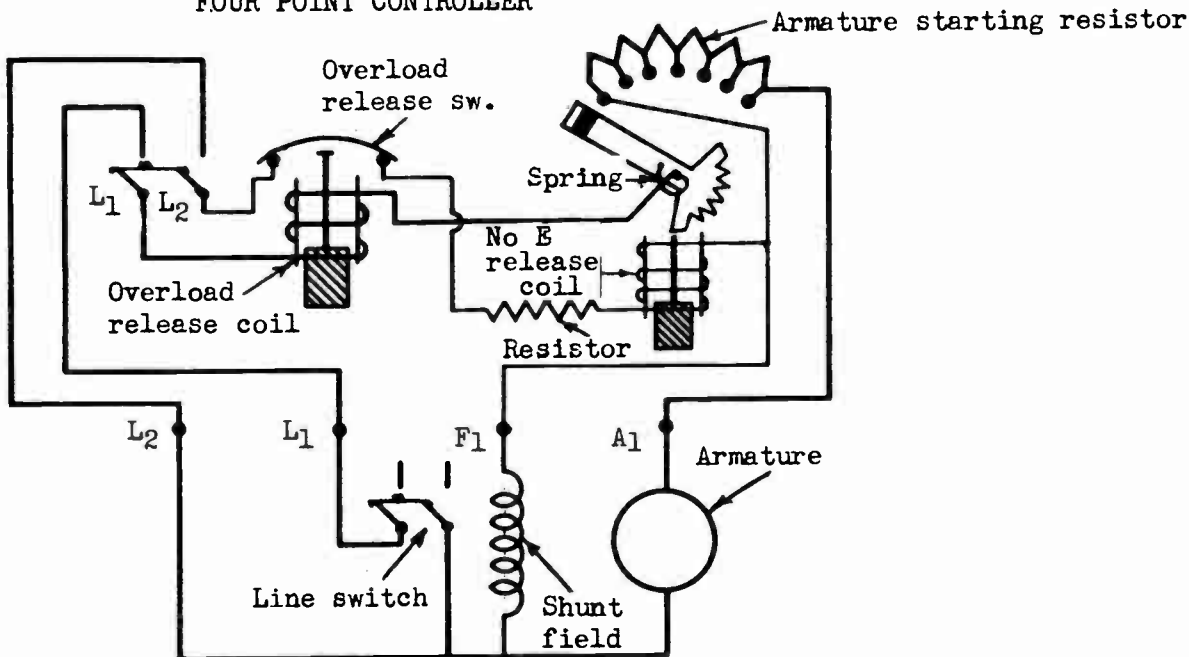 FOUR POINT CONTROLLER
Armature starting resistor
Overload
release sw.
L1
L2
Spring
No E
release
coil
Overload
release coil
Resistor
L2
L1
F1
A1
Armature
Line switch
Shunt
field